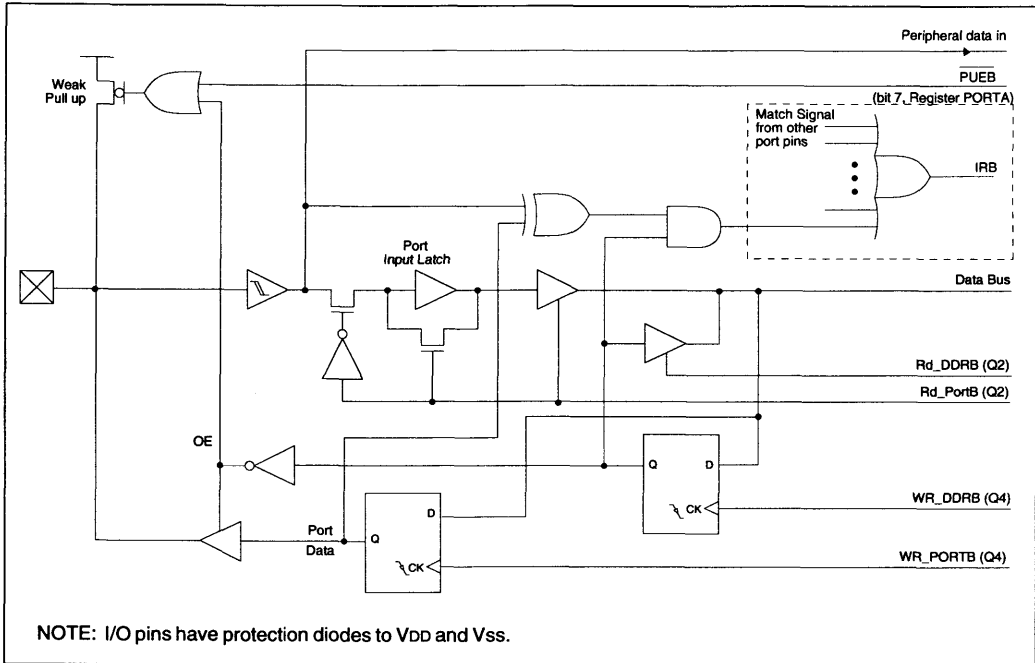 Peripheral data in
Weak
Pull up
PUEB
(bit 7, Register PORTA)
Match Signal
from other
port pins
IRB
Port
Input Latch
Data Bus
Rd_DDRB (Q2)
Rd_PortB (Q2)
OE
Q D
CK
WR_DDRB (Q4)
Port
Data
Q D
CK
WR_PORTB (Q4)
NOTE: I/O pins have protection diodes to VDD and Vss.